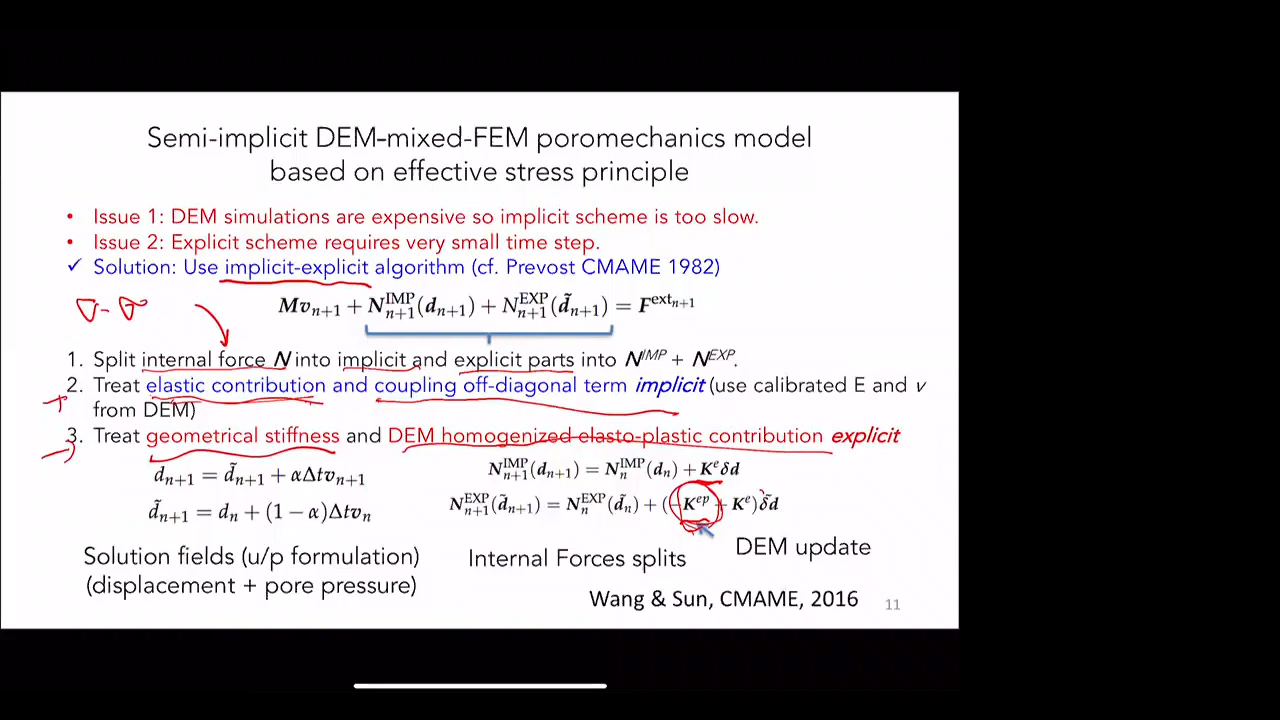 Semi-implicit DEM-mixed-FEM poromechanics model
based on effective stress principle
• Issue 1: DEM simulations are expensive so implicit scheme is too slow.
• Issue 2: Explicit scheme requires very small time step.
✓ Solution: Use implicit-explicit algorithm (cf. Prevost CMAME 1982)
∇-σ
Mv_{n+1} + N^{IMP}_{n+1}(d_{n+1}) + N^{EXP}_{n+1}(d̃_{n+1}) = F^{ext_{n+1}}
1. Split internal force N into implicit and explicit parts into N^{IMP} + N^{EXP}.
2. Treat elastic contribution and coupling off-diagonal term implicit (use calibrated E and ν
from DEM)
3. Treat geometrical stiffness and DEM homogenized elasto-plastic contribution explicit
d_{n+1} = d̃_{n+1} + αΔtv_{n+1}
N^{IMP}_{n+1}(d_{n+1}) = N^{IMP}_n(d_n) + K^e δd
d̃_{n+1} = d_n + (1 − α)Δtv_n
N^{EXP}_{n+1}(d̃_{n+1}) = N^{EXP}_n(d̃_n) + (−K^{ep} + K^e)δ̃d
DEM update
Solution fields (u/p formulation)
(displacement + pore pressure)
Internal Forces splits
Wang & Sun, CMAME, 2016
11